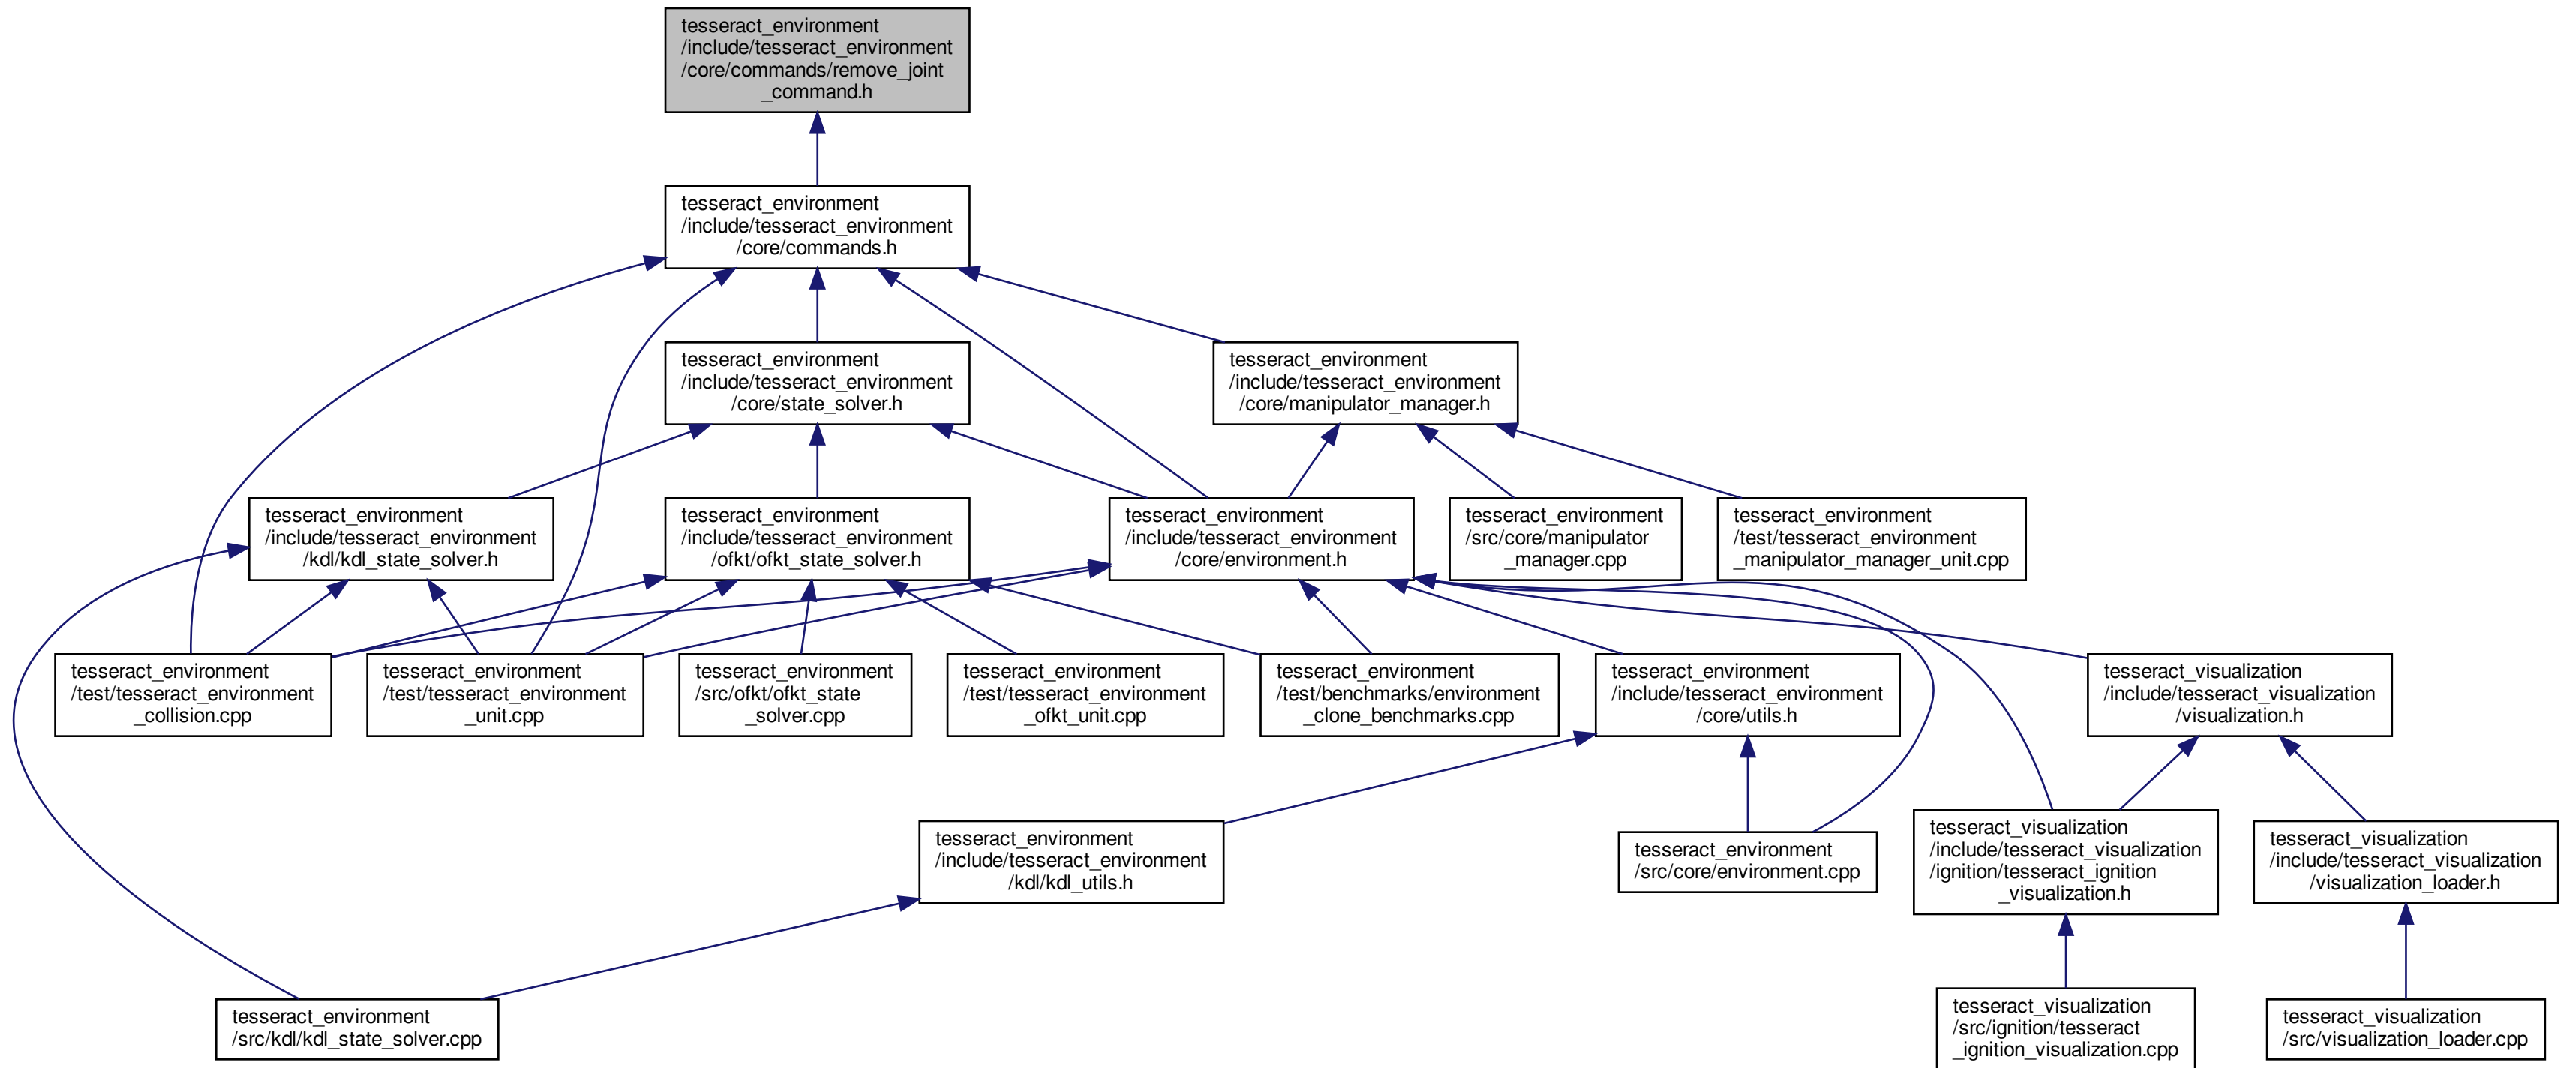 tesseract_environment
/include/tesseract_environment
/core/commands/remove_joint
_command.h
tesseract_environment
/include/tesseract_environment
/core/commands.h
tesseract_environment
/include/tesseract_environment
/core/state_solver.h
tesseract_environment
/include/tesseract_environment
/core/manipulator_manager.h
tesseract_environment
/include/tesseract_environment
/kdl/kdl_state_solver.h
tesseract_environment
/include/tesseract_environment
/ofkt/ofkt_state_solver.h
tesseract_environment
/include/tesseract_environment
/core/environment.h
tesseract_environment
/src/core/manipulator
_manager.cpp
tesseract_environment
/test/tesseract_environment
_manipulator_manager_unit.cpp
tesseract_environment
/test/tesseract_environment
_collision.cpp
tesseract_environment
/test/tesseract_environment
_unit.cpp
tesseract_environment
/src/ofkt/ofkt_state
_solver.cpp
tesseract_environment
/test/tesseract_environment
_ofkt_unit.cpp
tesseract_environment
/test/benchmarks/environment
_clone_benchmarks.cpp
tesseract_environment
/include/tesseract_environment
/core/utils.h
tesseract_visualization
/include/tesseract_visualization
/visualization.h
tesseract_environment
/include/tesseract_environment
/kdl/kdl_utils.h
tesseract_environment
/src/core/environment.cpp
tesseract_visualization
/include/tesseract_visualization
/ignition/tesseract_ignition
_visualization.h
tesseract_visualization
/include/tesseract_visualization
/visualization_loader.h
tesseract_environment
/src/kdl/kdl_state_solver.cpp
tesseract_visualization
/src/ignition/tesseract
_ignition_visualization.cpp
tesseract_visualization
/src/visualization_loader.cpp